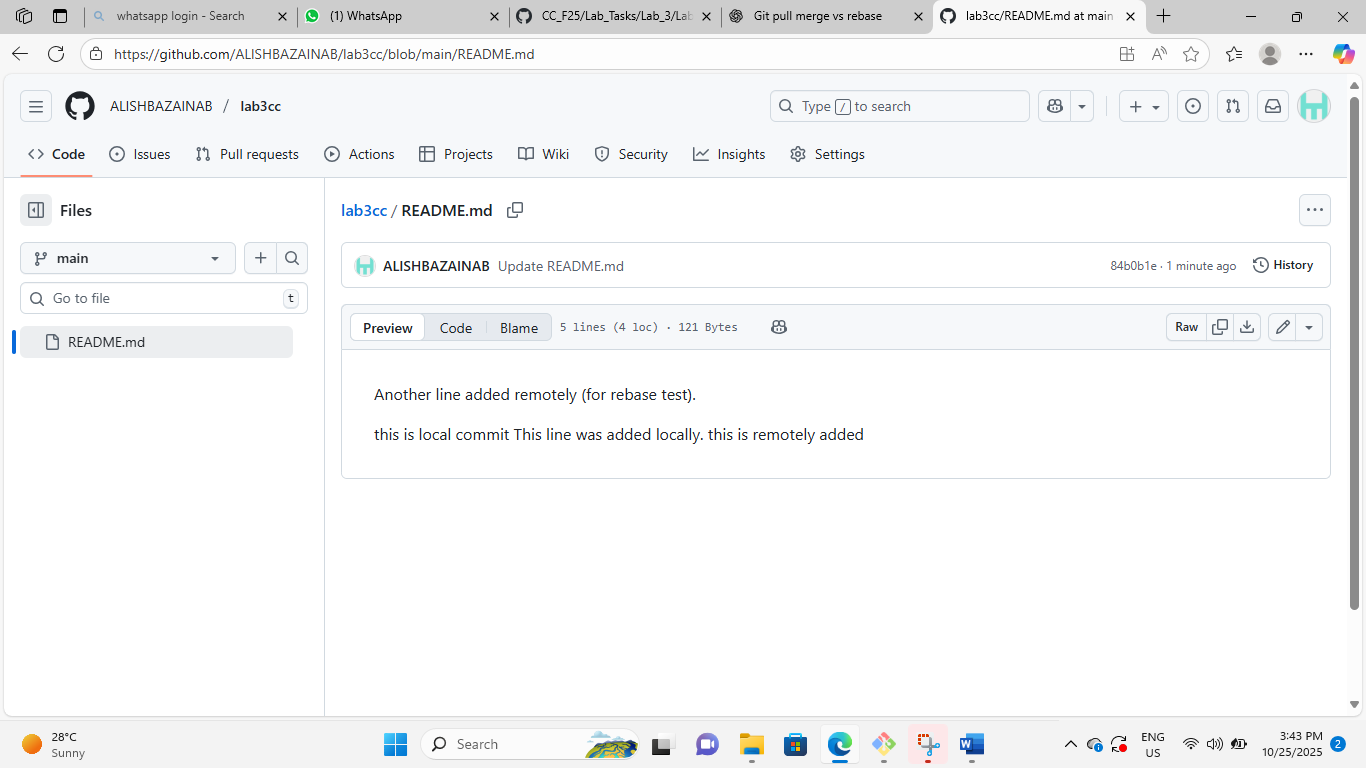 whatsapp login - Search
(1) WhatsApp
CC_F25/Lab_Tasks/Lab_3/Lab
Git pull merge vs rebase
lab3cc/README.md at main
https://github.com/ALISHBAZAINAB/lab3cc/blob/main/README.md
ALISHBAZAINAB / lab3cc
Type / to search
Code
Issues
Pull requests
Actions
Projects
Wiki
Security
Insights
Settings
Files
lab3cc / README.md
main
ALISHBAZAINAB Update README.md
84b0b1e · 1 minute ago
History
Go to file
t
Preview
Code
Blame
5 lines (4 loc) · 121 Bytes
Raw
README.md
Another line added remotely (for rebase test).
this is local commit This line was added locally. this is remotely added
28°C
Sunny
Search
ENG
US
3:43 PM
10/25/2025
2